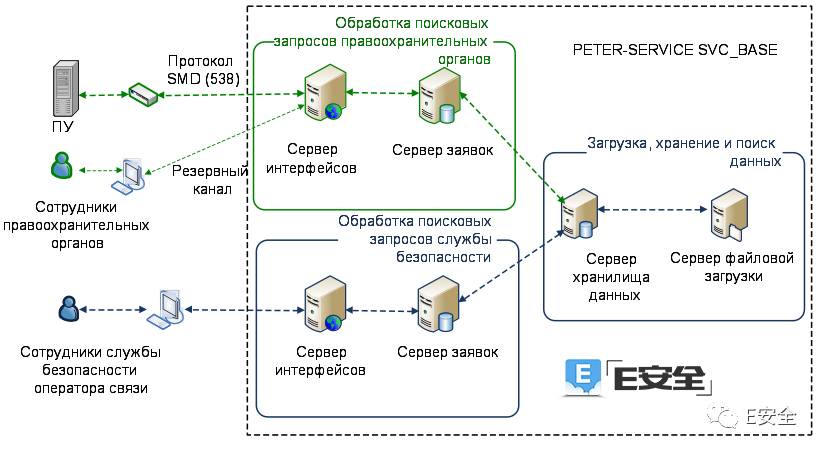 Обработка поисковых
запросов правоохранительных
органов
PETER-SERVICE SVC_BASE
Протокол
SMD (538)
ПУ
Сервер
интерфейсов
Сервер заявок
Резервный
канал
Сотрудники
правоохранительных
органов
Загрузка, хранение и поиск
данных
Сервер
хранилища
данных
Сервер файловой
загрузки
Обработка поисковых
запросов службы
безопасности
Сервер
интерфейсов
Сервер заявок
Сотрудники службы
безопасности
оператора связи
E
E安全
E安全